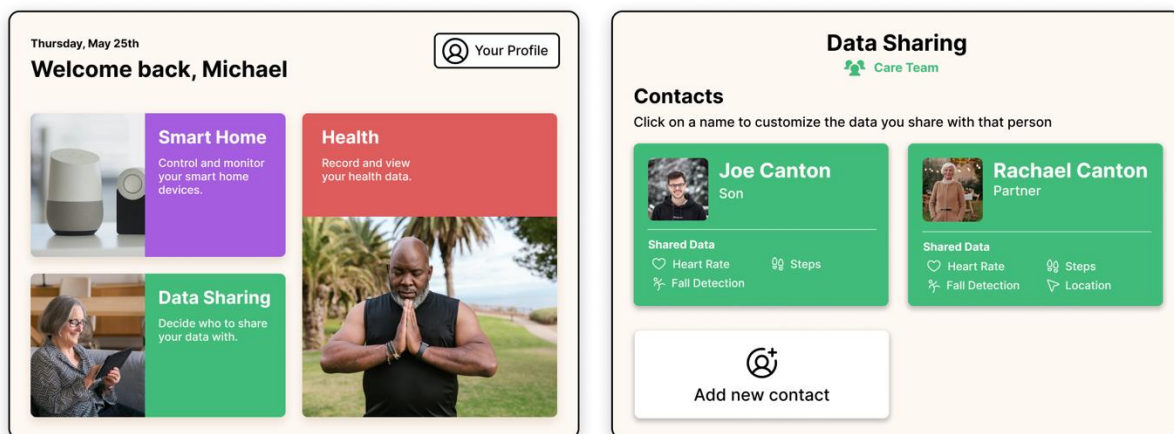 Thursday, May 25th
Welcome back, Michael
Your Profile
Smart Home
Control and monitor
your smart home
devices.
Health
Record and view
your health data.
Data Sharing
Decide who to share
your data with.
Data Sharing
Care Team
Contacts
Click on a name to customize the data you share with that person
Joe Canton
Son
Shared Data
Heart Rate
Steps
Fall Detection
Rachael Canton
Partner
Shared Data
Heart Rate
Steps
Fall Detection
Location
Add new contact